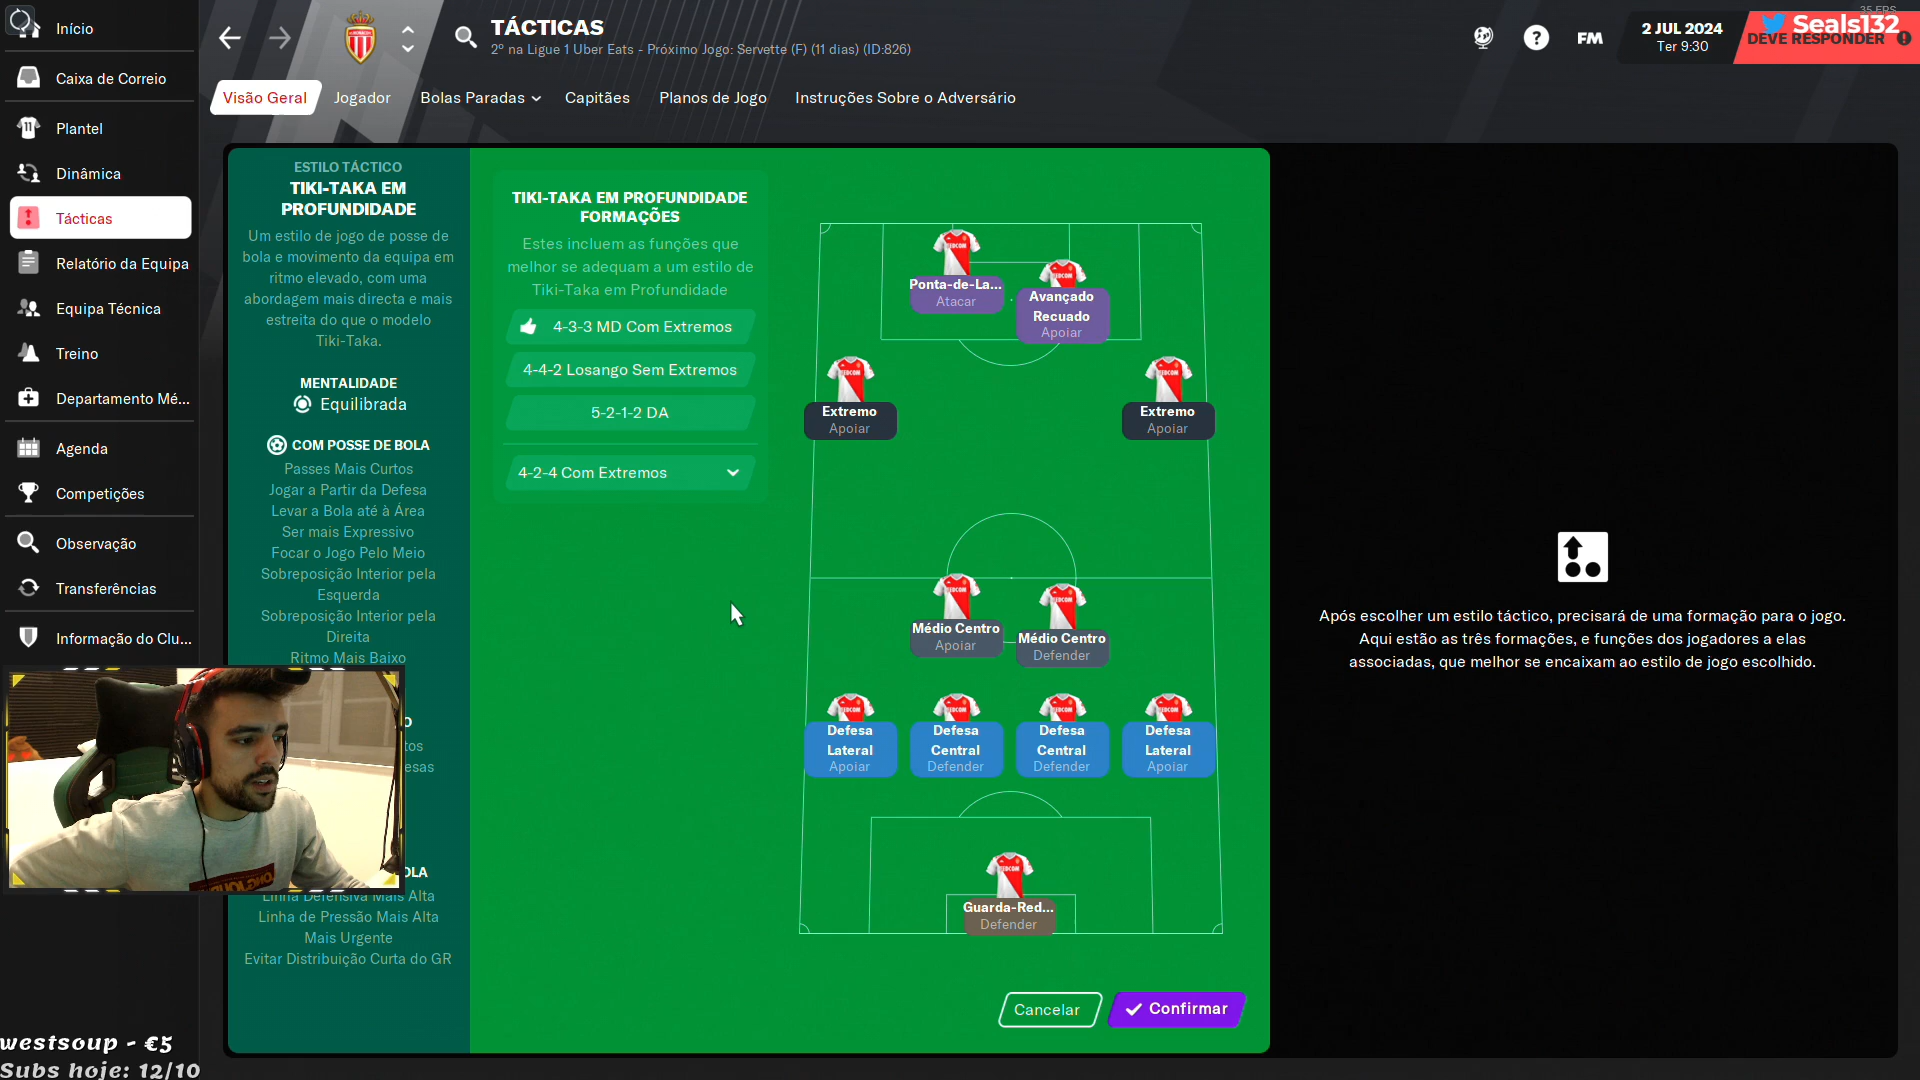 Início
Caixa de Correio
Plantel
Dinâmica
Tácticas
Relatório da Equipa
Equipa Técnica
Treino
Departamento Mé...
Agenda
Competições
Observação
Transferências
Informação do Clu...
TÁCTICAS
2º na Ligue 1 Uber Eats - Próximo Jogo: Servette (F) (11 dias) (ID:826)
FM
2 JUL 2024
Ter 9:30
35 FPS
Seals132
DEVE RESPONDER
Visão Geral
Jogador
Bolas Paradas
Capitães
Planos de Jogo
Instruções Sobre o Adversário
ESTILO TÁCTICO
TIKI-TAKA EM
PROFUNDIDADE
Um estilo de jogo de posse de
bola e movimento da equipa em
ritmo elevado, com uma
abordagem mais directa e mais
estreita do que o modelo
Tiki-Taka.
MENTALIDADE
Equilibrada
COM POSSE DE BOLA
Passes Mais Curtos
Jogar a Partir da Defesa
Levar a Bola até à Área
Ser mais Expressivo
Focar o Jogo Pelo Meio
Sobreposição Interior pela
Esquerda
Sobreposição Interior pela
Direita
Ritmo Mais Baixo
O
tos
esas
OLA
Linha Defensiva Mais Alta
Linha de Pressão Mais Alta
Mais Urgente
Evitar Distribuição Curta do GR
TIKI-TAKA EM PROFUNDIDADE
FORMAÇÕES
Estes incluem as funções que
melhor se adequam a um estilo de
Tiki-Taka em Profundidade
4-3-3 MD Com Extremos
4-4-2 Losango Sem Extremos
5-2-1-2 DA
4-2-4 Com Extremos
Ponta-de-La...
Atacar
Avançado
Recuado
Apoiar
Extremo
Apoiar
Extremo
Apoiar
Médio Centro
Apoiar
Médio Centro
Defender
Defesa
Lateral
Apoiar
Defesa
Central
Defender
Defesa
Central
Defender
Defesa
Lateral
Apoiar
Guarda-Red...
Defender
Cancelar
Confirmar
Após escolher um estilo táctico, precisará de uma formação para o jogo.
Aqui estão as três formações, e funções dos jogadores a elas
associadas, que melhor se encaixam ao estilo de jogo escolhido.
westsoup - €5
Subs hoje: 12/10